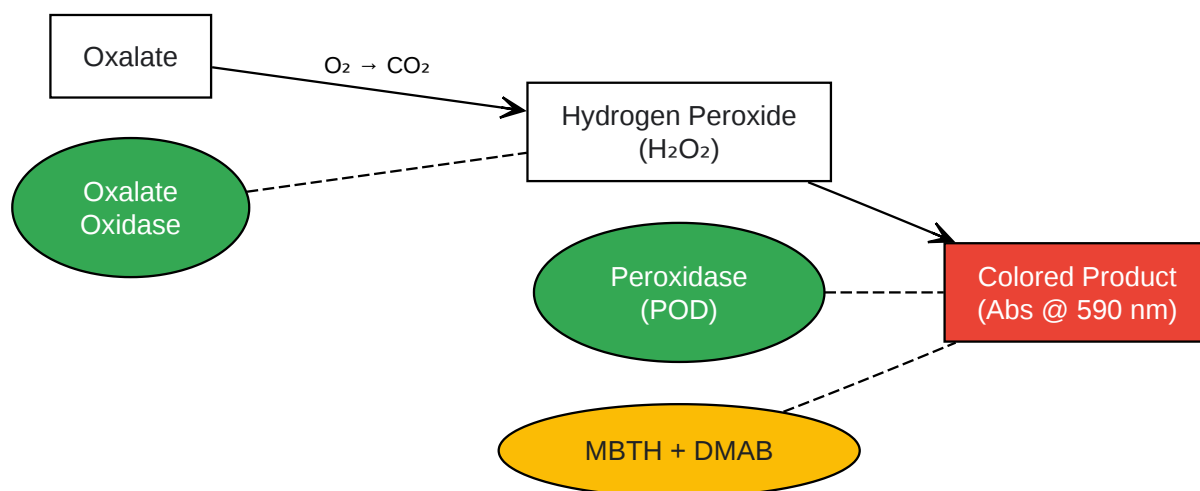 Oxalate
O₂ → CO₂
Hydrogen Peroxide
(H₂O₂)
Oxalate
Oxidase
Peroxidase
(POD)
Colored Product
(Abs @ 590 nm)
MBTH + DMAB